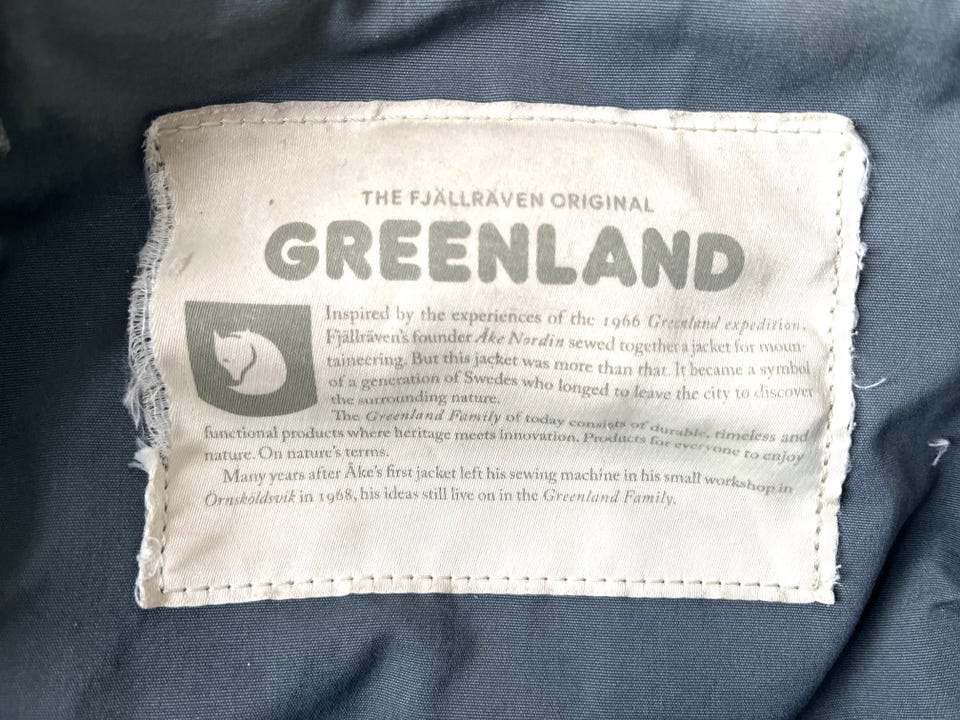 THE FJÄLLRÄVEN ORIGINAL
GREENLAND
Inspired by the experiences of the 1966 Greenland expedition,
Fjällräven's founder Åke Nordin sewed together a jacket for moun-
taineering. But this jacket was more than that. It became a symbol
of a generation of Swedes who longed to leave the city to discover
the surrounding nature.
The Greenland Family of today consists of durable, timeless and
functional products where heritage meets innovation. Products for everyone to enjoy
nature. On nature's terms.
Many years after Åke's first jacket left his sewing machine in his small workshop in
Örnsköldsvik in 1968, his ideas still live on in the Greenland Family.